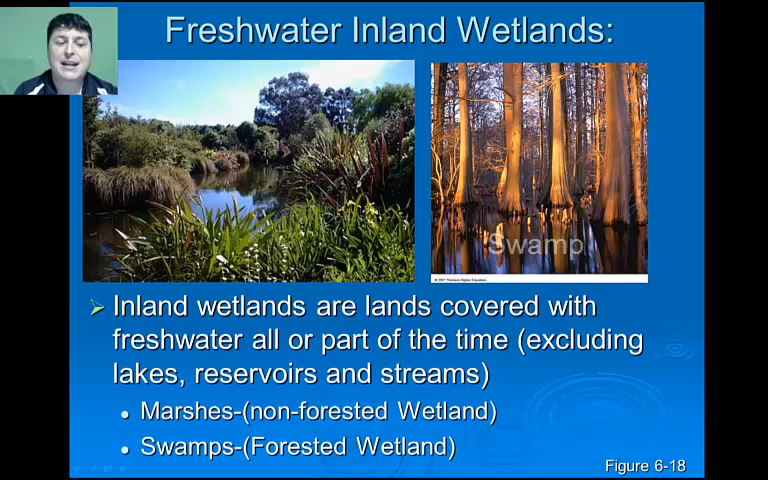 Freshwater Inland Wetlands:
Swamp
Inland wetlands are lands covered with
freshwater all or part of the time (excluding
lakes, reservoirs and streams)
Marshes-(non-forested Wetland)
Swamps-(Forested Wetland)
Figure 6-18